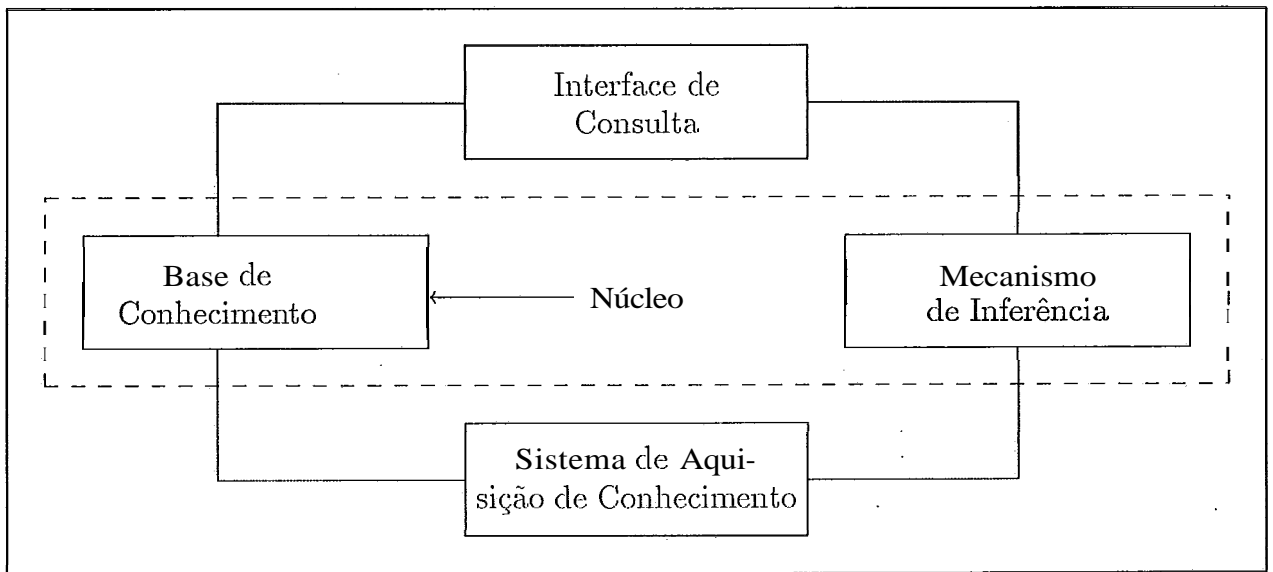 Interface de
Consulta
Base de
Conhecimento
Núcleo
Mecanismo
de Inferência
Sistema de Aqui-
sição de Conhecimento